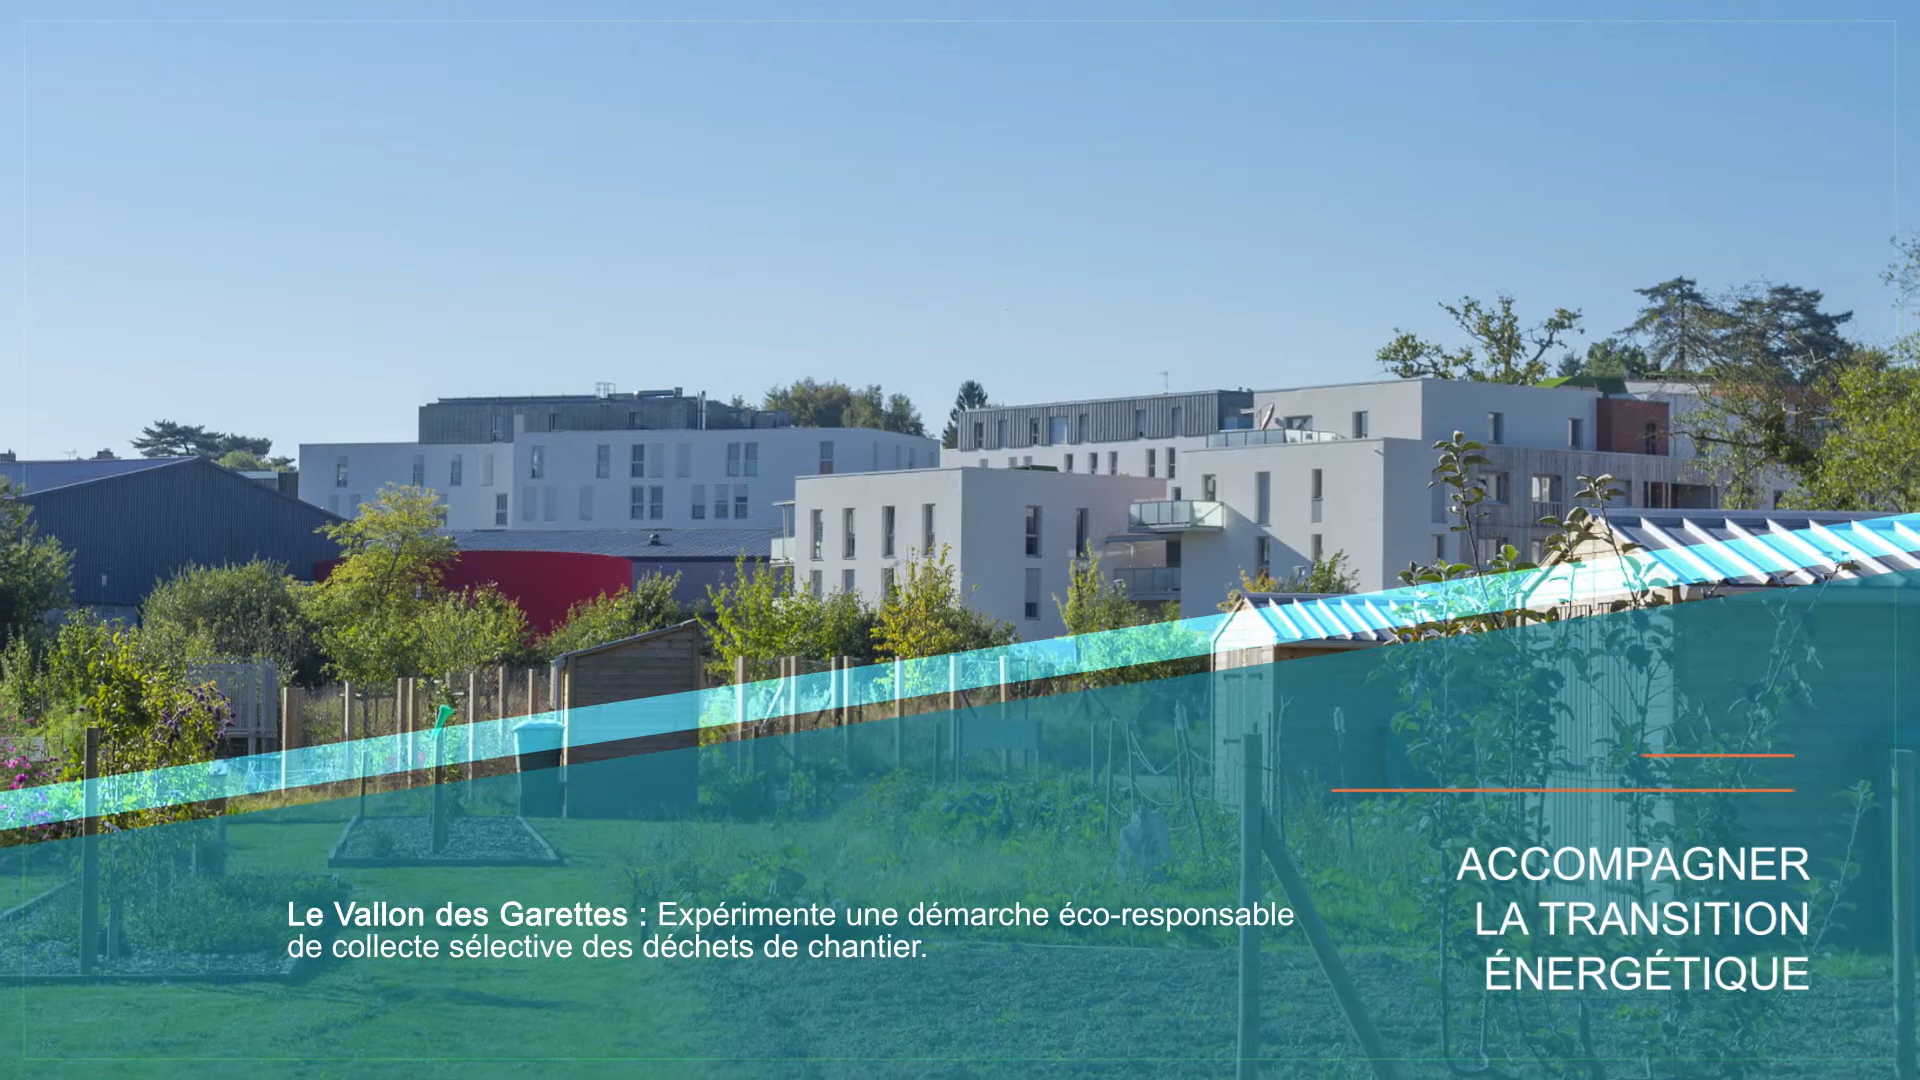 Le Vallon des Garettes : Expérimente une démarche éco-responsable
de collecte sélective des déchets de chantier.
ACCOMPAGNER
LA TRANSITION
ÉNERGÉTIQUE